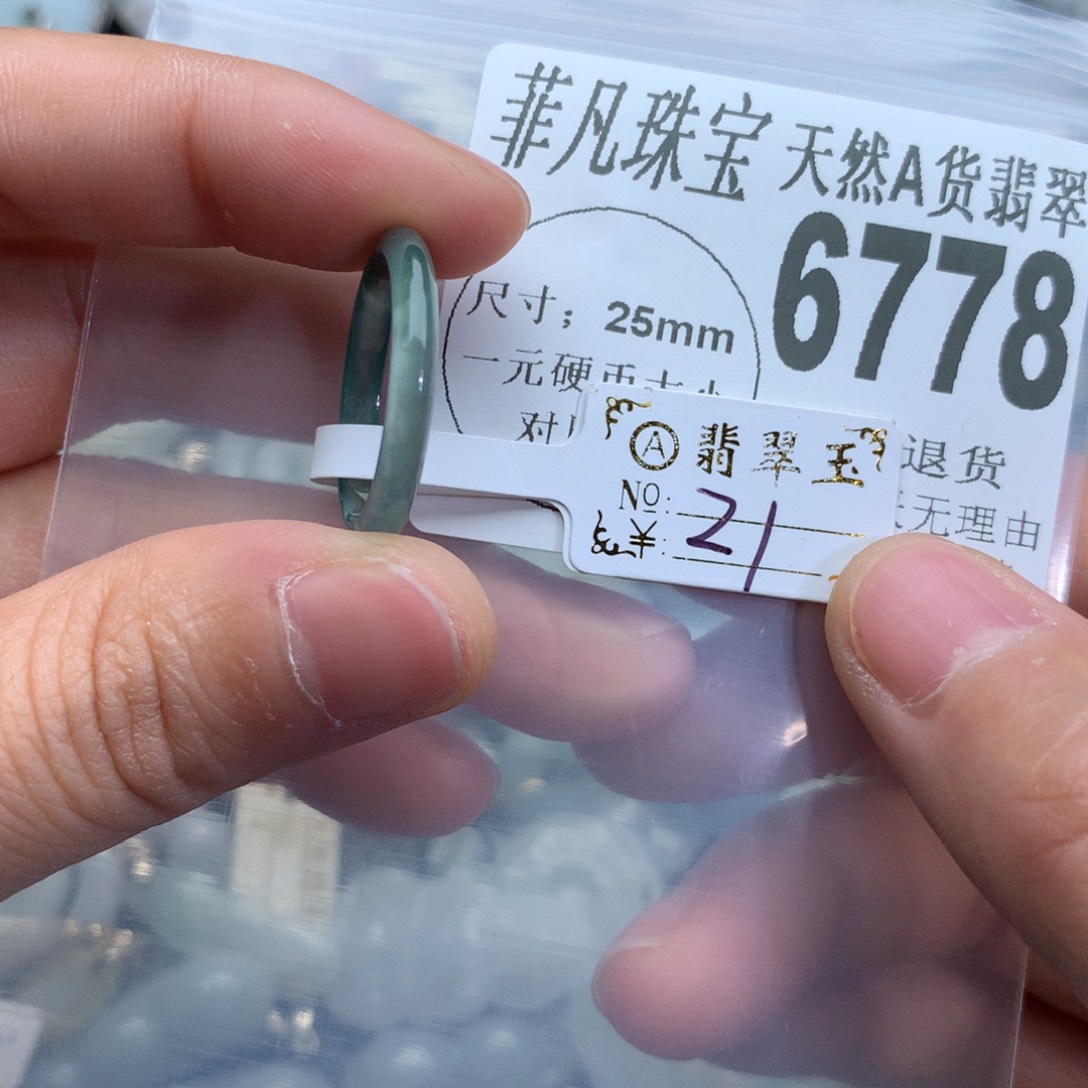 菲凡珠宝 天然A货翡翠
6778
尺寸；25mm
一元硬币大小
对
退货
无理由
A 翡翠玉
NO: 21
¥: